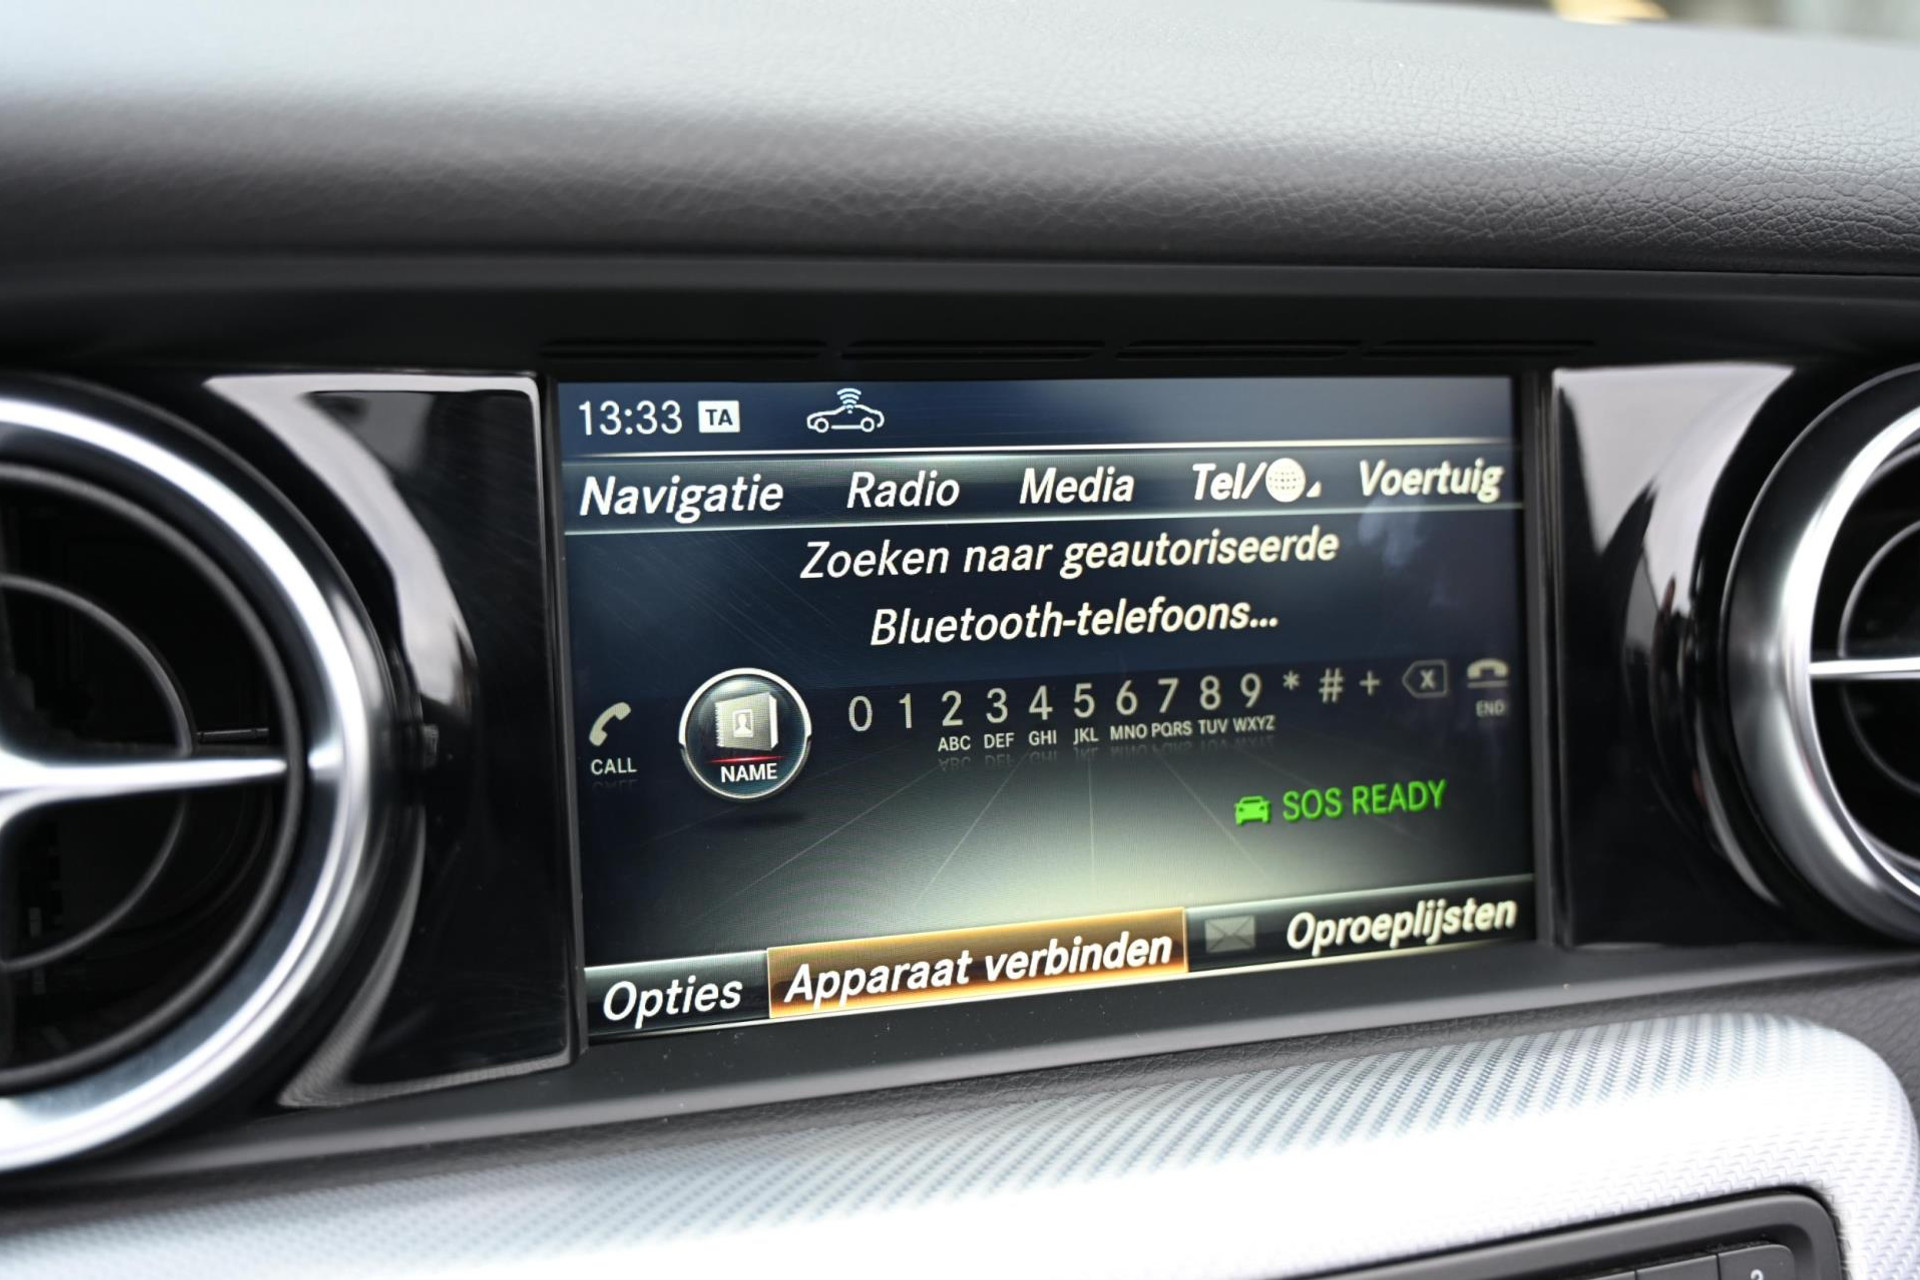 13:33 TA
Navigatie Radio Media Tel/ Voertuig
Zoeken naar geautoriseerde
Bluetooth-telefoons...
0 1 2 3 4 5 6 7 8 9 * # + X
ABC DEF GHI JKL MNO PQRS TUV WXYZ END
CALL NAME
SOS READY
Opties Apparaat verbinden Oproeplijsten